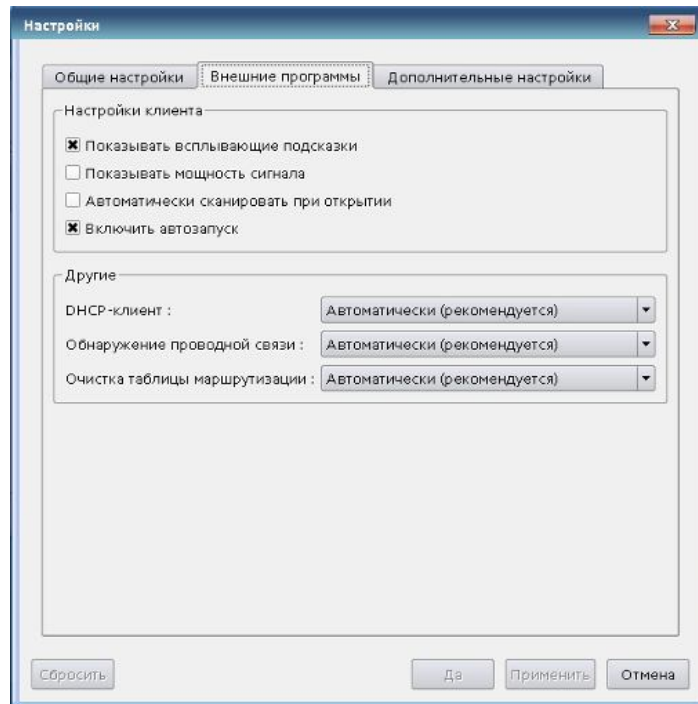 Настройки
Общие настройки Внешние программы Дополнительные настройки
Настройки клиента
Показывать всплывающие подсказки
Показывать мощность сигнала
Автоматически сканировать при открытии
Включить автозапуск
Другие
DHCP-клиент : Автоматически (рекомендуется)
Обнаружение проводной связи : Автоматически (рекомендуется)
Очистка таблицы маршрутизации : Автоматически (рекомендуется)
Сбросить Да Применить Отмена